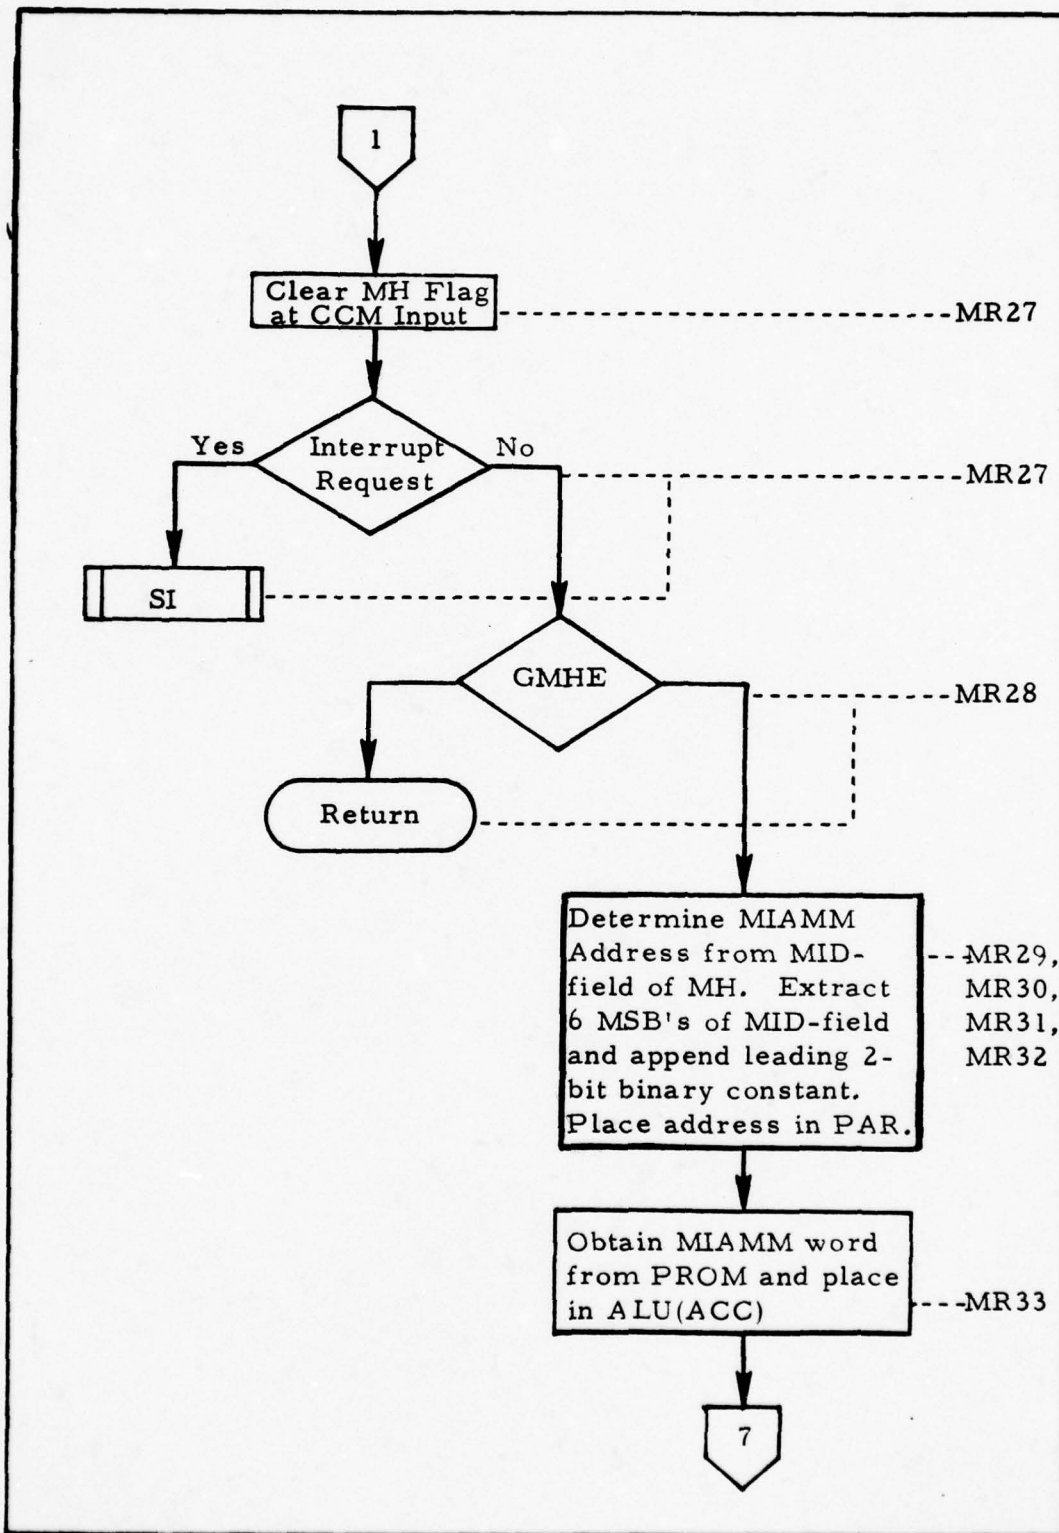 1
Clear MH Flag
at CCM Input
MR27
Yes
Interrupt
Request
No
MR27
SI
GMHE
MR28
Return
Determine MIAMM
Address from MID-
field of MH. Extract
6 MSB's of MID-field
and append leading 2-
bit binary constant.
Place address in PAR.
MR29,
MR30,
MR31,
MR32
Obtain MIAMM word
from PROM and place
in ALU(ACC)
MR33
7